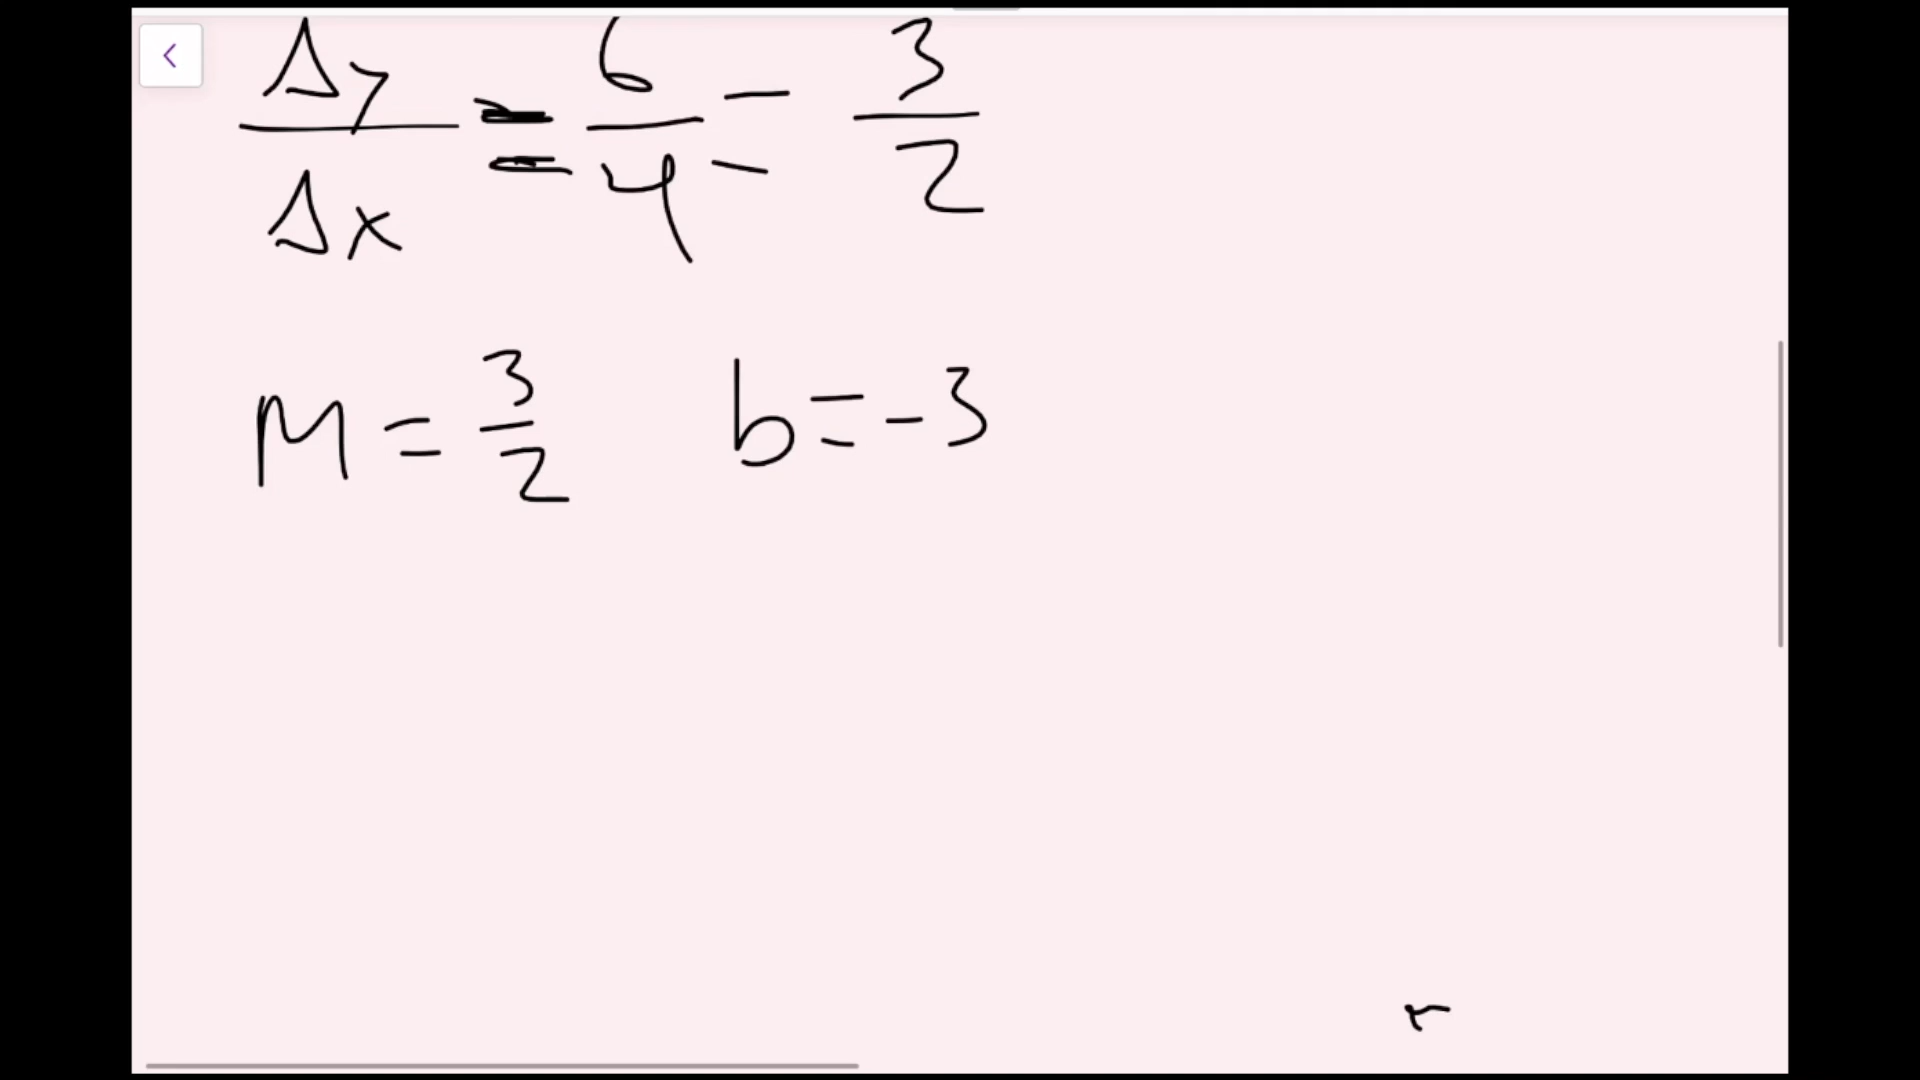 Δy/Δx = 6/4 = 3/2
M = 3/2 b = -3